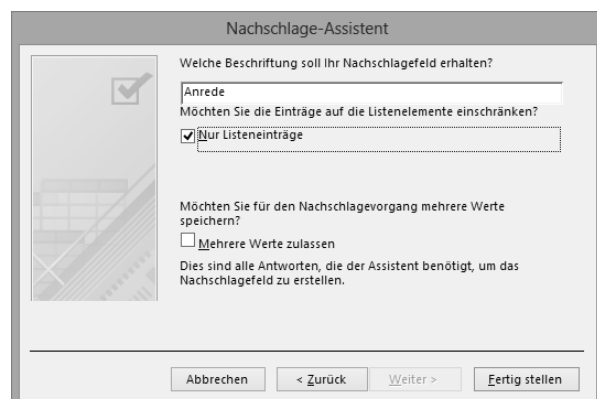 Nachschlage-Assistent
Welche Beschriftung soll Ihr Nachschlagefeld erhalten?
Anrede
Möchten Sie die Einträge auf die Listenelemente einschränken?
Nur Listeneinträge
Möchten Sie für den Nachschlagevorgang mehrere Werte
speichern?
Mehrere Werte zulassen
Dies sind alle Antworten, die der Assistent benötigt, um das
Nachschlagefeld zu erstellen.
Abbrechen < Zurück Weiter > Fertig stellen